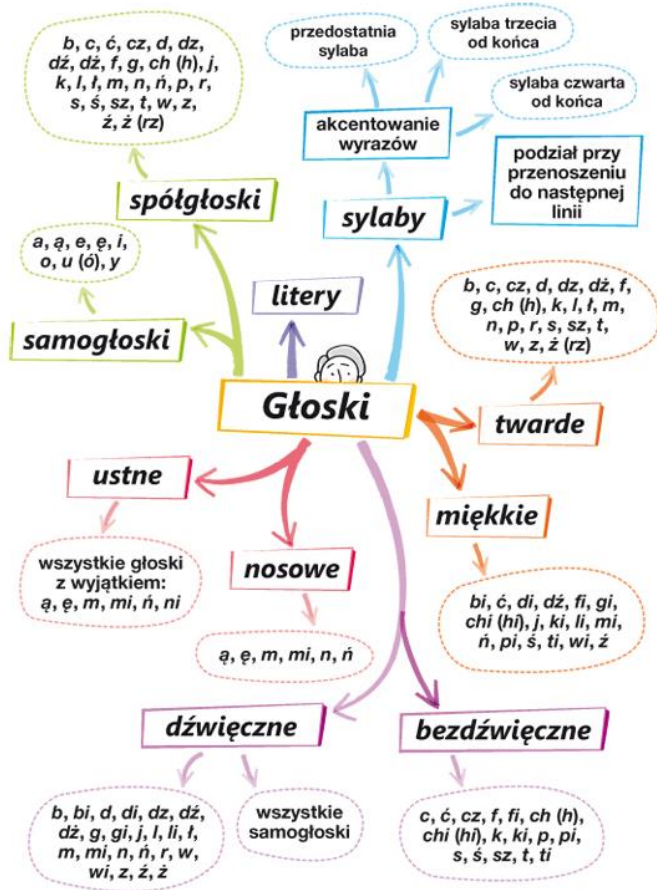 b, c, ć, cz, d, dz,
dź, dż, f, g, ch (h), j,
k, l, ł, m, n, ń, p, r,
s, ś, sz, t, w, z,
ź, ż (rz)
spółgłoski
a, ą, e, ę, i,
o, u (ó), y
samogłoski
litery
przedostatnia
sylaba
sylaba trzecia
od końca
sylaba czwarta
od końca
akcentowanie
wyrazów
podział przy
przenoszeniu
do następnej
linii
sylaby
b, c, cz, d, dz, dż, f,
g, ch (h), k, l, ł, m,
n, p, r, s, sz, t,
w, z, ż (rz)
twarde
Głoski
miękkie
bi, ć, di, dź, fi, gi,
chi (hi), j, ki, li, mi,
ń, pi, ś, ti, wi, ź
ustne
wszystkie głoski
z wyjątkiem:
ą, ę, m, mi, ń, ni
nosowe
ą, ę, m, mi, n, ń
dźwięczne
b, bi, d, di, dz, dź,
dż, g, gi, j, l, li, ł,
m, mi, n, ń, r, w,
wi, z, ź, ż
wszystkie
samogłoski
bezdźwięczne
c, ć, cz, f, fi, ch (h),
chi (hi), k, ki, p, pi,
s, ś, sz, t, ti